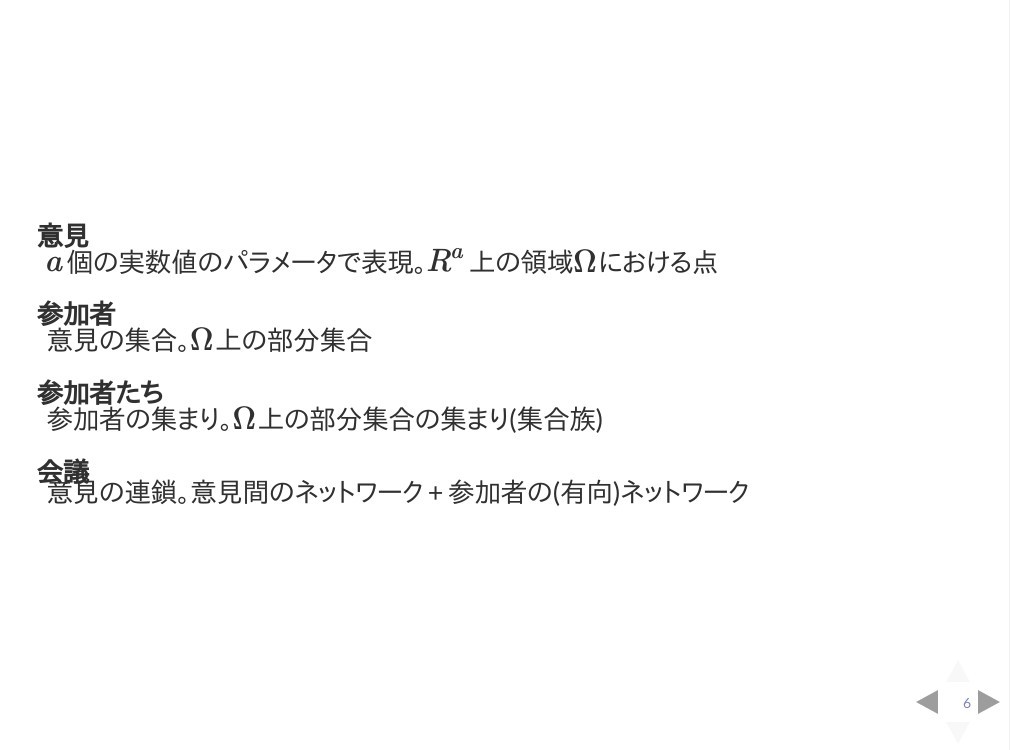 意見
a個の実数値のパラメータで表現。R^a 上の領域Ωにおける点
参加者
意見の集合。Ω上の部分集合
参加者たち
参加者の集まり。Ω上の部分集合の集まり(集合族)
会議
意見の連鎖。意見間のネットワーク + 参加者の(有向)ネットワーク
6